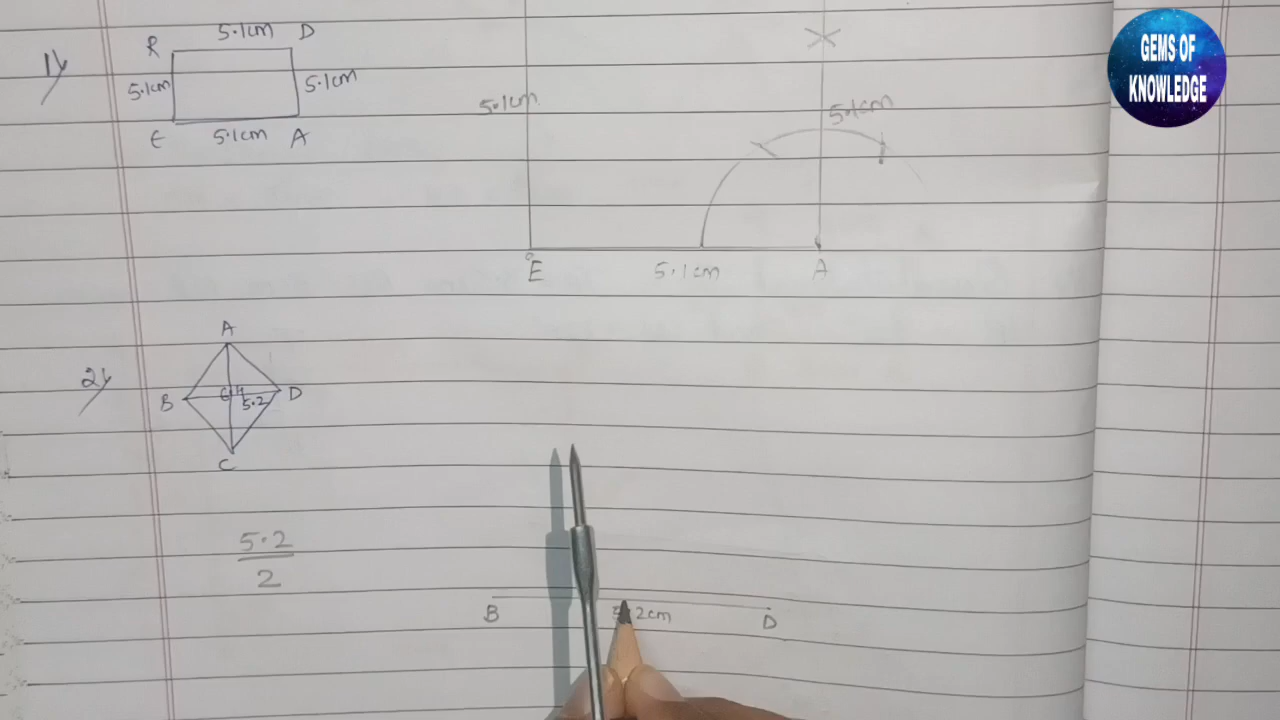 1)
R 5.1cm D
5.1cm 5.1cm
E 5.1cm A
5.1cm 5.1cm
E 5.1cm A
GEMS OF
KNOWLEDGE
2)
A
B 5.2 D
C
5.2
2
B 5.2cm D